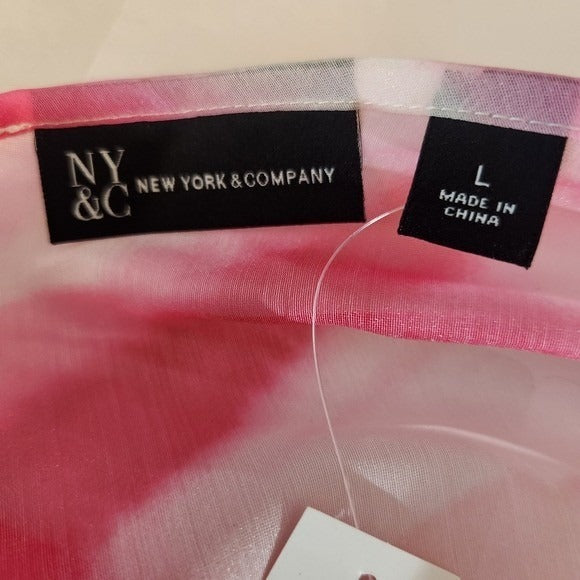 NY
&C NEW YORK & COMPANY
L
MADE IN
CHINA